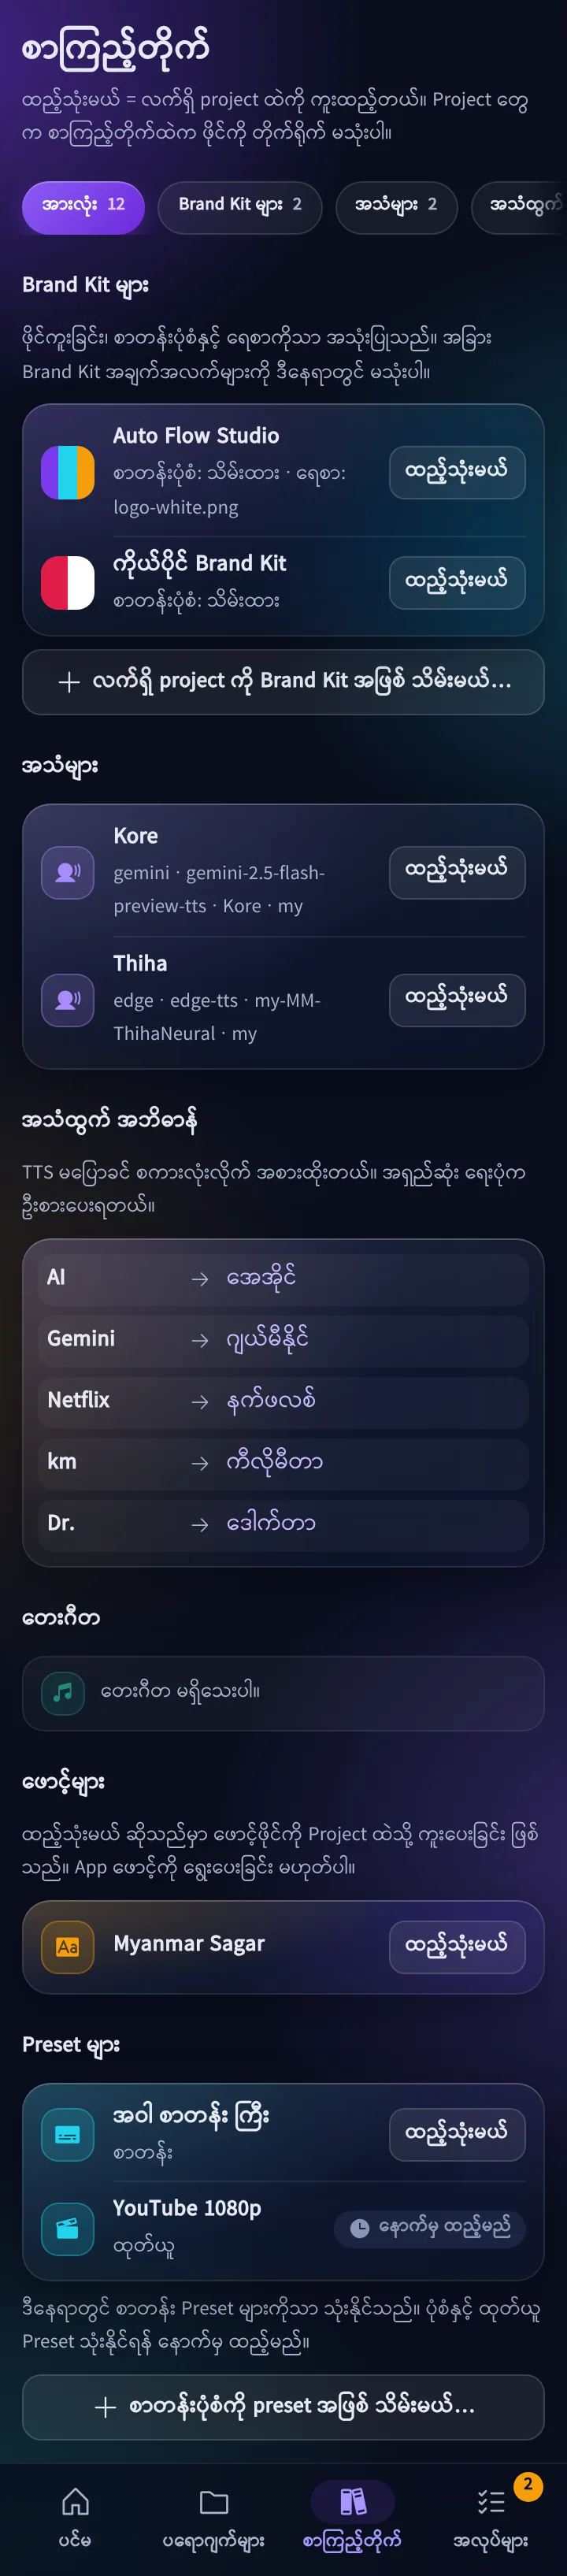 စာကြည့်တိုက်
ထည့်သုံးမယ် = လက်ရှိ project ထဲကို ကူးထည့်တယ်။ Project တွေ
က စာကြည့်တိုက်ထဲက ဖိုင်ကို တိုက်ရိုက် မသုံးပါ။
အားလုံး 12
Brand Kit များ 2
အသံများ 2
အသံထွက်
Brand Kit များ
ဖိုင်ကူးခြင်း၊ စာတန်းပုံစံနှင့် ရေစာကိုသာ အသုံးပြုသည်။ အခြား
Brand Kit အချက်အလက်များကို ဒီနေရာတွင် မသုံးပါ။
Auto Flow Studio
စာတန်းပုံစံ: သိမ်းထား · ရေစာ:
logo-white.png
ထည့်သုံးမယ်
ကိုယ်ပိုင် Brand Kit
စာတန်းပုံစံ: သိမ်းထား
ထည့်သုံးမယ်
+ လက်ရှိ project ကို Brand Kit အဖြစ် သိမ်းမယ်…
အသံများ
Kore
gemini · gemini-2.5-flash-
preview-tts · Kore · my
ထည့်သုံးမယ်
Thiha
edge · edge-tts · my-MM-
ThihaNeural · my
ထည့်သုံးမယ်
အသံထွက် အဘိဓာန်
TTS မပြောခင် စကားလုံးလိုက် အစားထိုးတယ်။ အရှည်ဆုံး ရေးပုံက
ဦးစားပေးရတယ်။
AI → အေအိုင်
Gemini → ဂျယ်မီနိုင်
Netflix → နက်ဖလစ်
km → ကီလိုမီတာ
Dr. → ဒေါက်တာ
တေးဂီတ
တေးဂီတ မရှိသေးပါ။
ဖောင့်များ
ထည့်သုံးမယ် ဆိုသည်မှာ ဖောင့်ဖိုင်ကို Project ထဲသို့ ကူးပေးခြင်း ဖြစ်
သည်။ App ဖောင့်ကို ရွေးပေးခြင်း မဟုတ်ပါ။
Aa
Myanmar Sagar
ထည့်သုံးမယ်
Preset များ
အဝါ စာတန်း ကြီး
စာတန်း
ထည့်သုံးမယ်
YouTube 1080p
ထုတ်ယူ
နောက်မှ ထည့်မည်
ဒီနေရာတွင် စာတန်း Preset များကိုသာ သုံးနိုင်သည်။ ပုံစံနှင့် ထုတ်ယူ
Preset သုံးနိုင်ရန် နောက်မှ ထည့်မည်။
+ စာတန်းပုံစံကို preset အဖြစ် သိမ်းမယ်…
2
ပင်မ
ပရောဂျက်များ
စာကြည့်တိုက်
အလုပ်များ